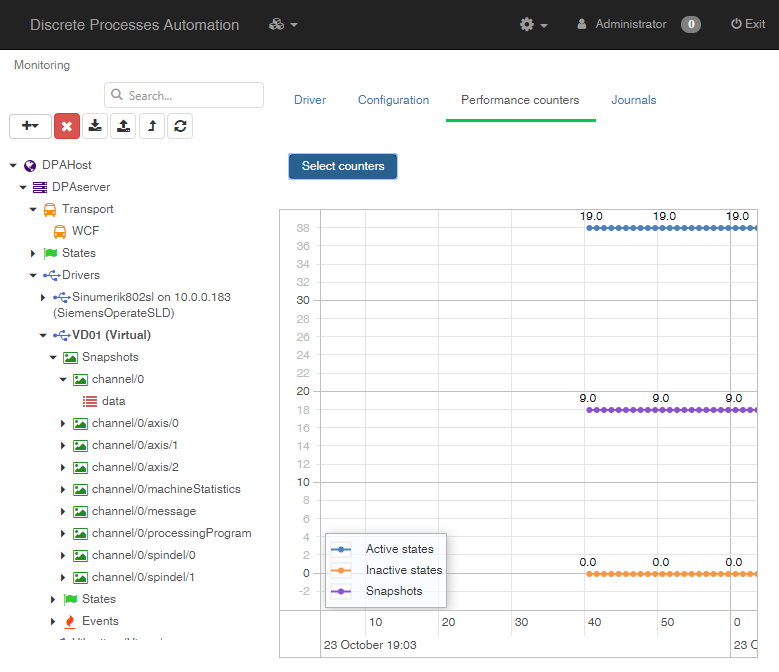 Discrete Processes Automation
Administrator
0
Exit
Monitoring
Search...
Driver
Configuration
Performance counters
Journals
Select counters
DPAHost
DPAserver
Transport
WCF
States
Drivers
Sinumerik802sl on 10.0.0.183
(SiemensOperateSLD)
VD01 (Virtual)
Snapshots
channel/0
data
channel/0/axis/0
channel/0/axis/1
channel/0/axis/2
channel/0/machineStatistics
channel/0/message
channel/0/processingProgram
channel/0/spindel/0
channel/0/spindel/1
States
Events
19.0 19.0 19.0
38
36
34
32
30
28
26
24
22
20
9.0 9.0 9.0
18
16
14
12
10
8
6
4
2
0.0 0.0 0.0
0
-2
Active states
Inactive states
Snapshots
10 20 30 40 50 0
23 October 19:03
23 O